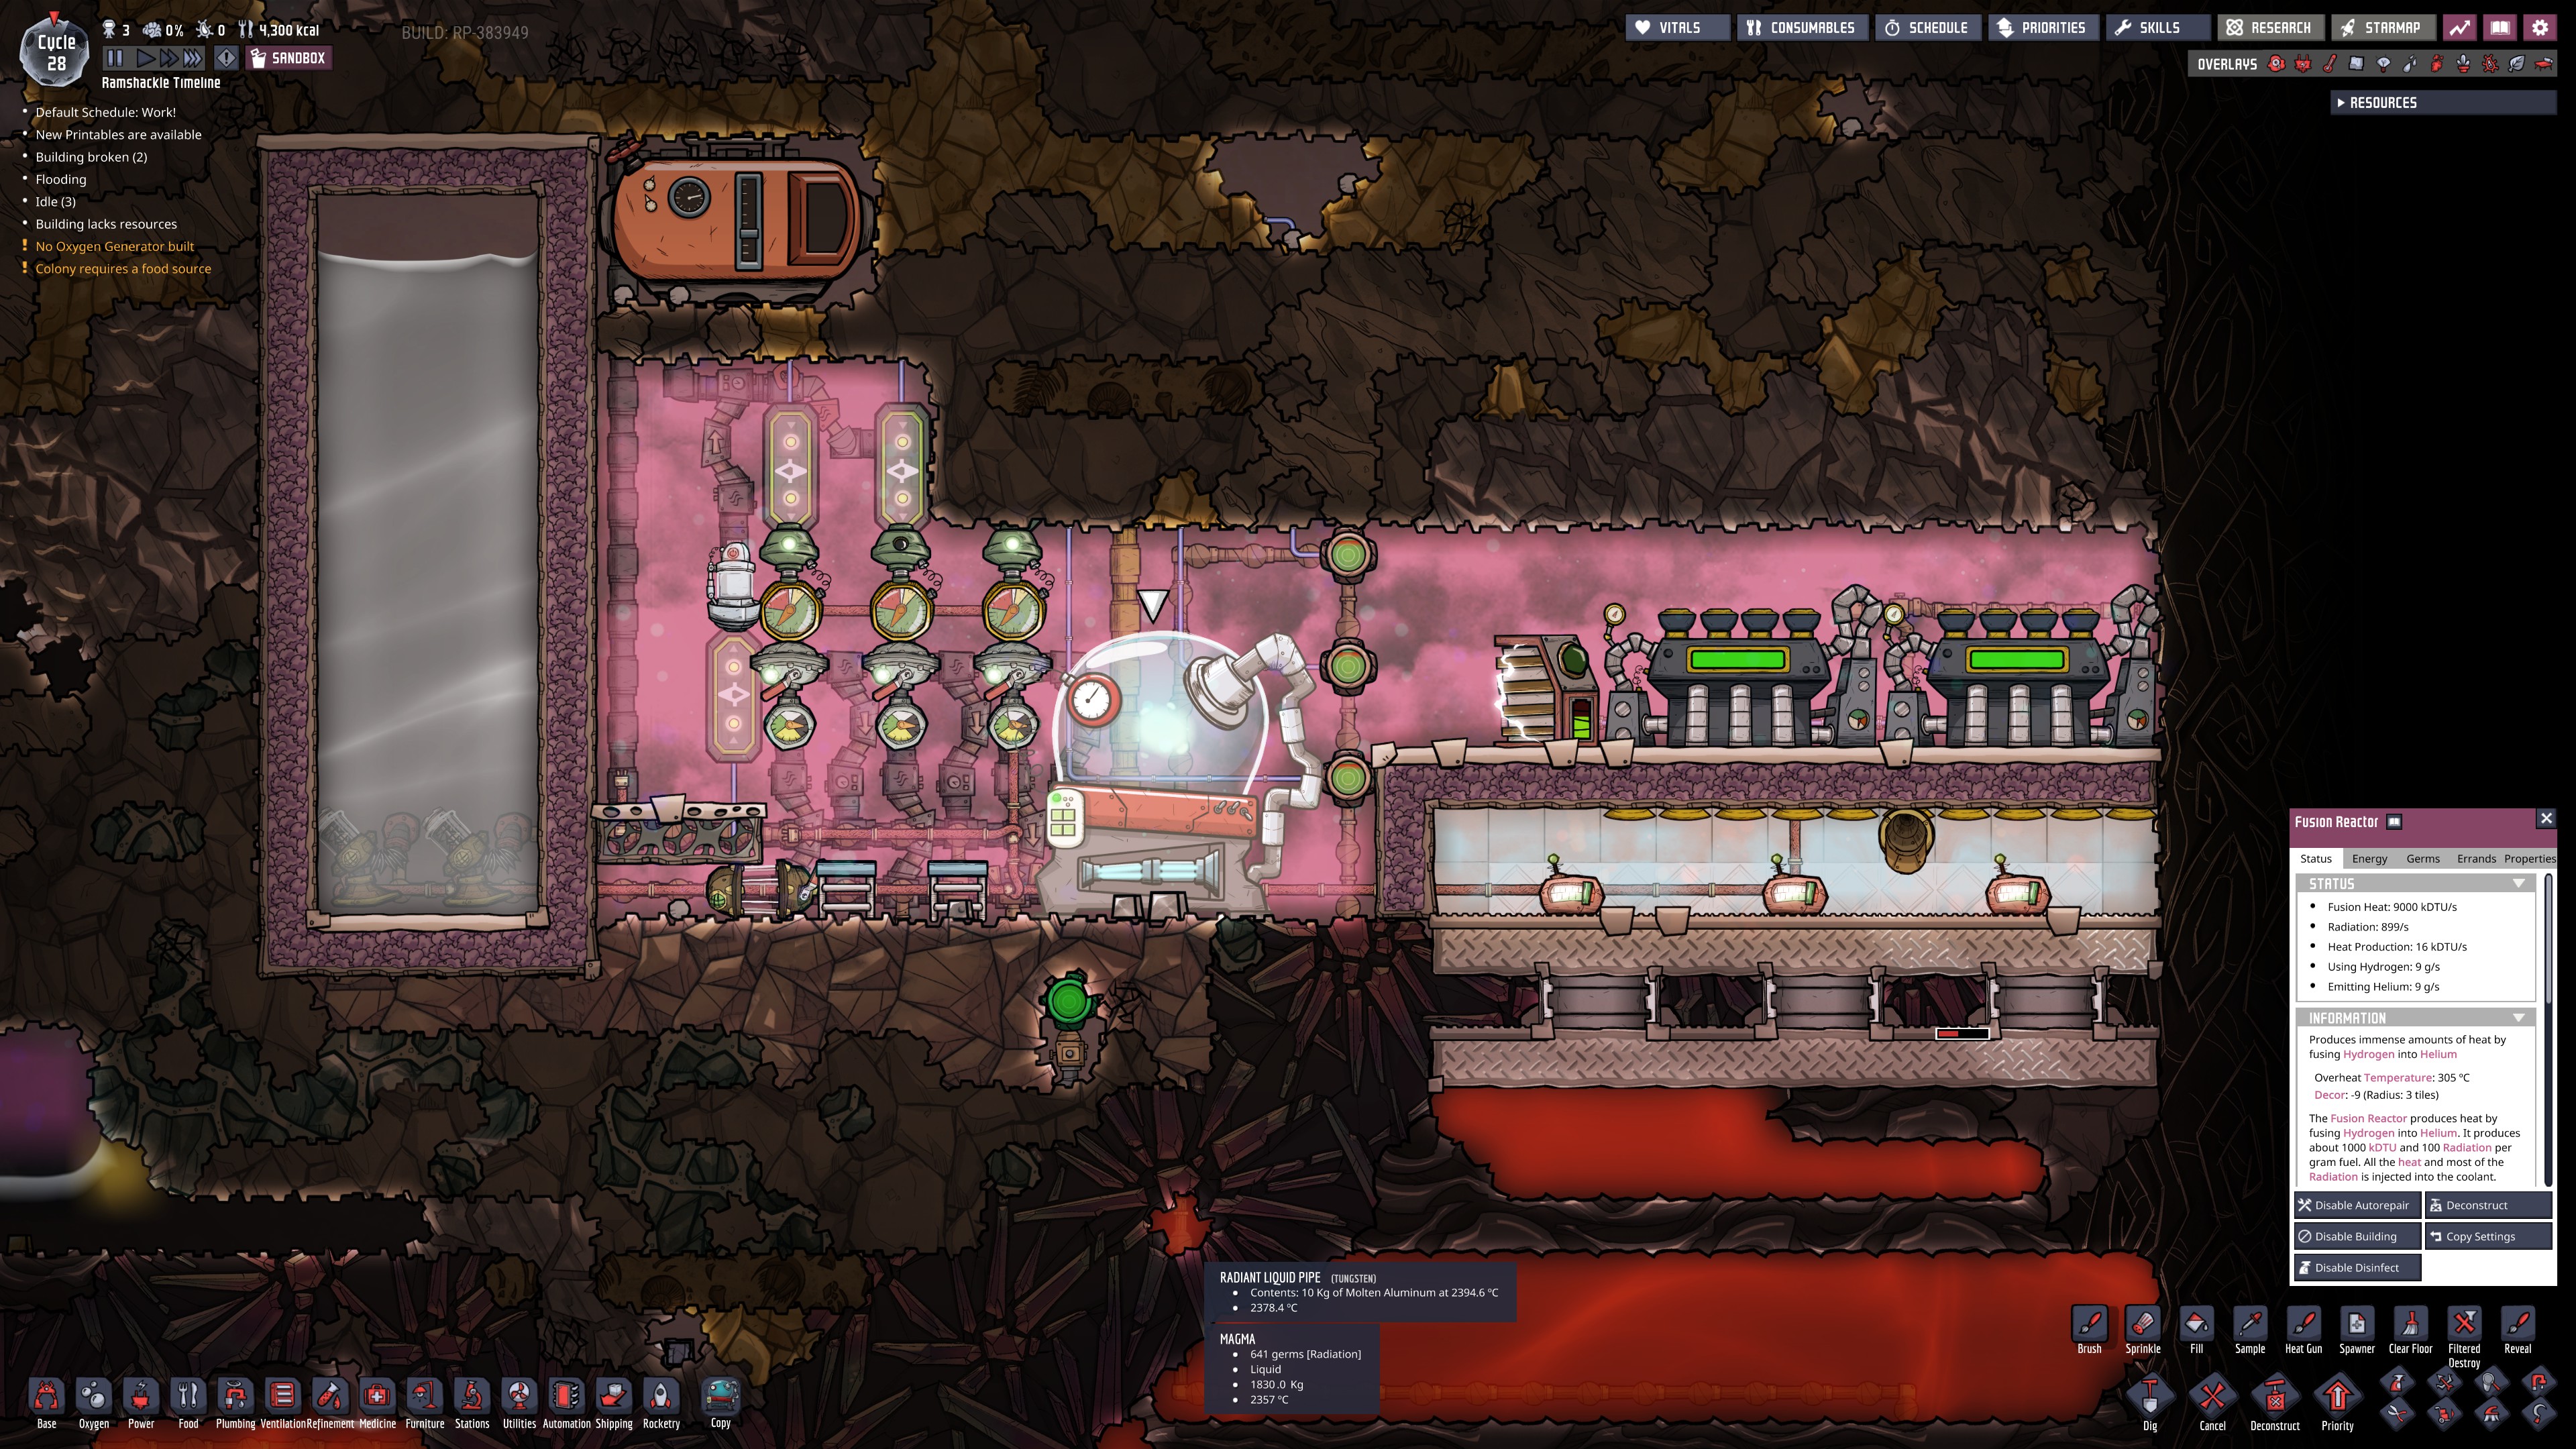 Cycle
28
3 0% 0 4,300 kcal
BUILD: RP-383949
SANDBOX
Ramshackle Timeline
VITALS CONSUMABLES SCHEDULE PRIORITIES SKILLS RESEARCH STARMAP
OVERLAYS
RESOURCES
Default Schedule: Work!
New Printables are available
Building broken (2)
Flooding
Idle (3)
Building lacks resources
! No Oxygen Generator built
! Colony requires a food source
Fusion Reactor
Status Energy Germs Errands Properties
STATUS
Fusion Heat: 9000 kDTU/s
Radiation: 899/s
Heat Production: 16 kDTU/s
Using Hydrogen: 9 g/s
Emitting Helium: 9 g/s
INFORMATION
Produces immense amounts of heat by
fusing Hydrogen into Helium
Overheat Temperature: 305 ºC
Decor: -9 (Radius: 3 tiles)
The Fusion Reactor produces heat by
fusing Hydrogen into Helium. It produces
about 1000 kDTU and 100 Radiation per
gram fuel. All the heat and most of the
Radiation is injected into the coolant.
Disable Autorepair Deconstruct
Disable Building Copy Settings
Disable Disinfect
RADIANT LIQUID PIPE (TUNGSTEN)
Contents: 10 Kg of Molten Aluminum at 2394.6 ºC
2378.4 ºC
MAGMA
641 germs [Radiation]
Liquid
1830.0 Kg
2357 ºC
Brush Sprinkle Fill Sample Heat Gun Spawner Clear Floor Filtered Destroy Reveal
Base Oxygen Power Food Plumbing Ventilation Refinement Medicine Furniture Stations Utilities Automation Shipping Rocketry Copy
Dig Cancel Deconstruct Priority